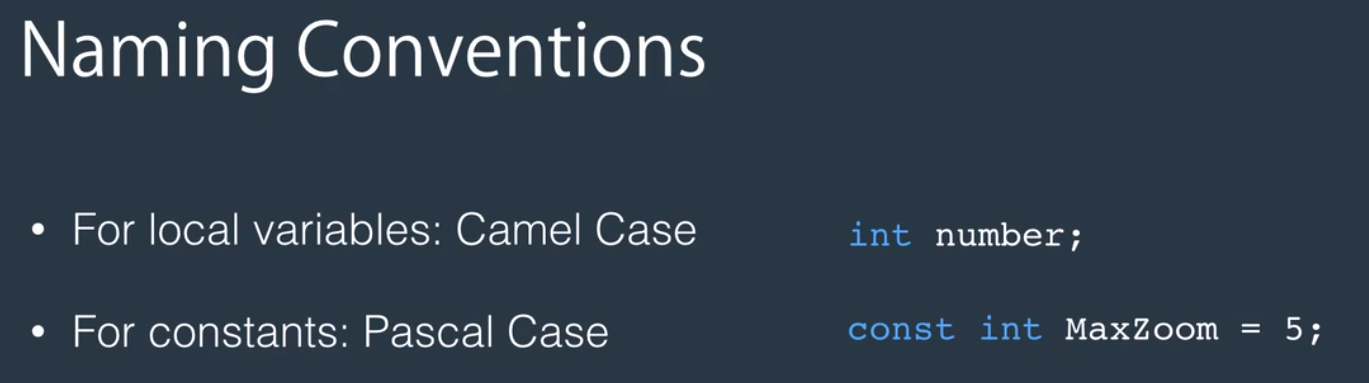 Naming Conventions
• For local variables: Camel Case int number;
• For constants: Pascal Case const int MaxZoom = 5;